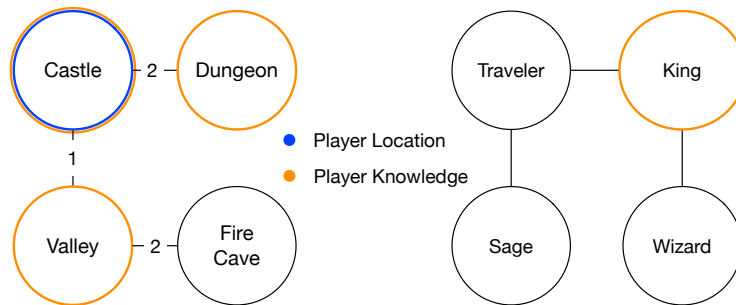 Castle
2
Dungeon
Traveler
King
Player Location
1
Player Knowledge
Valley
2
Fire
Cave
Sage
Wizard